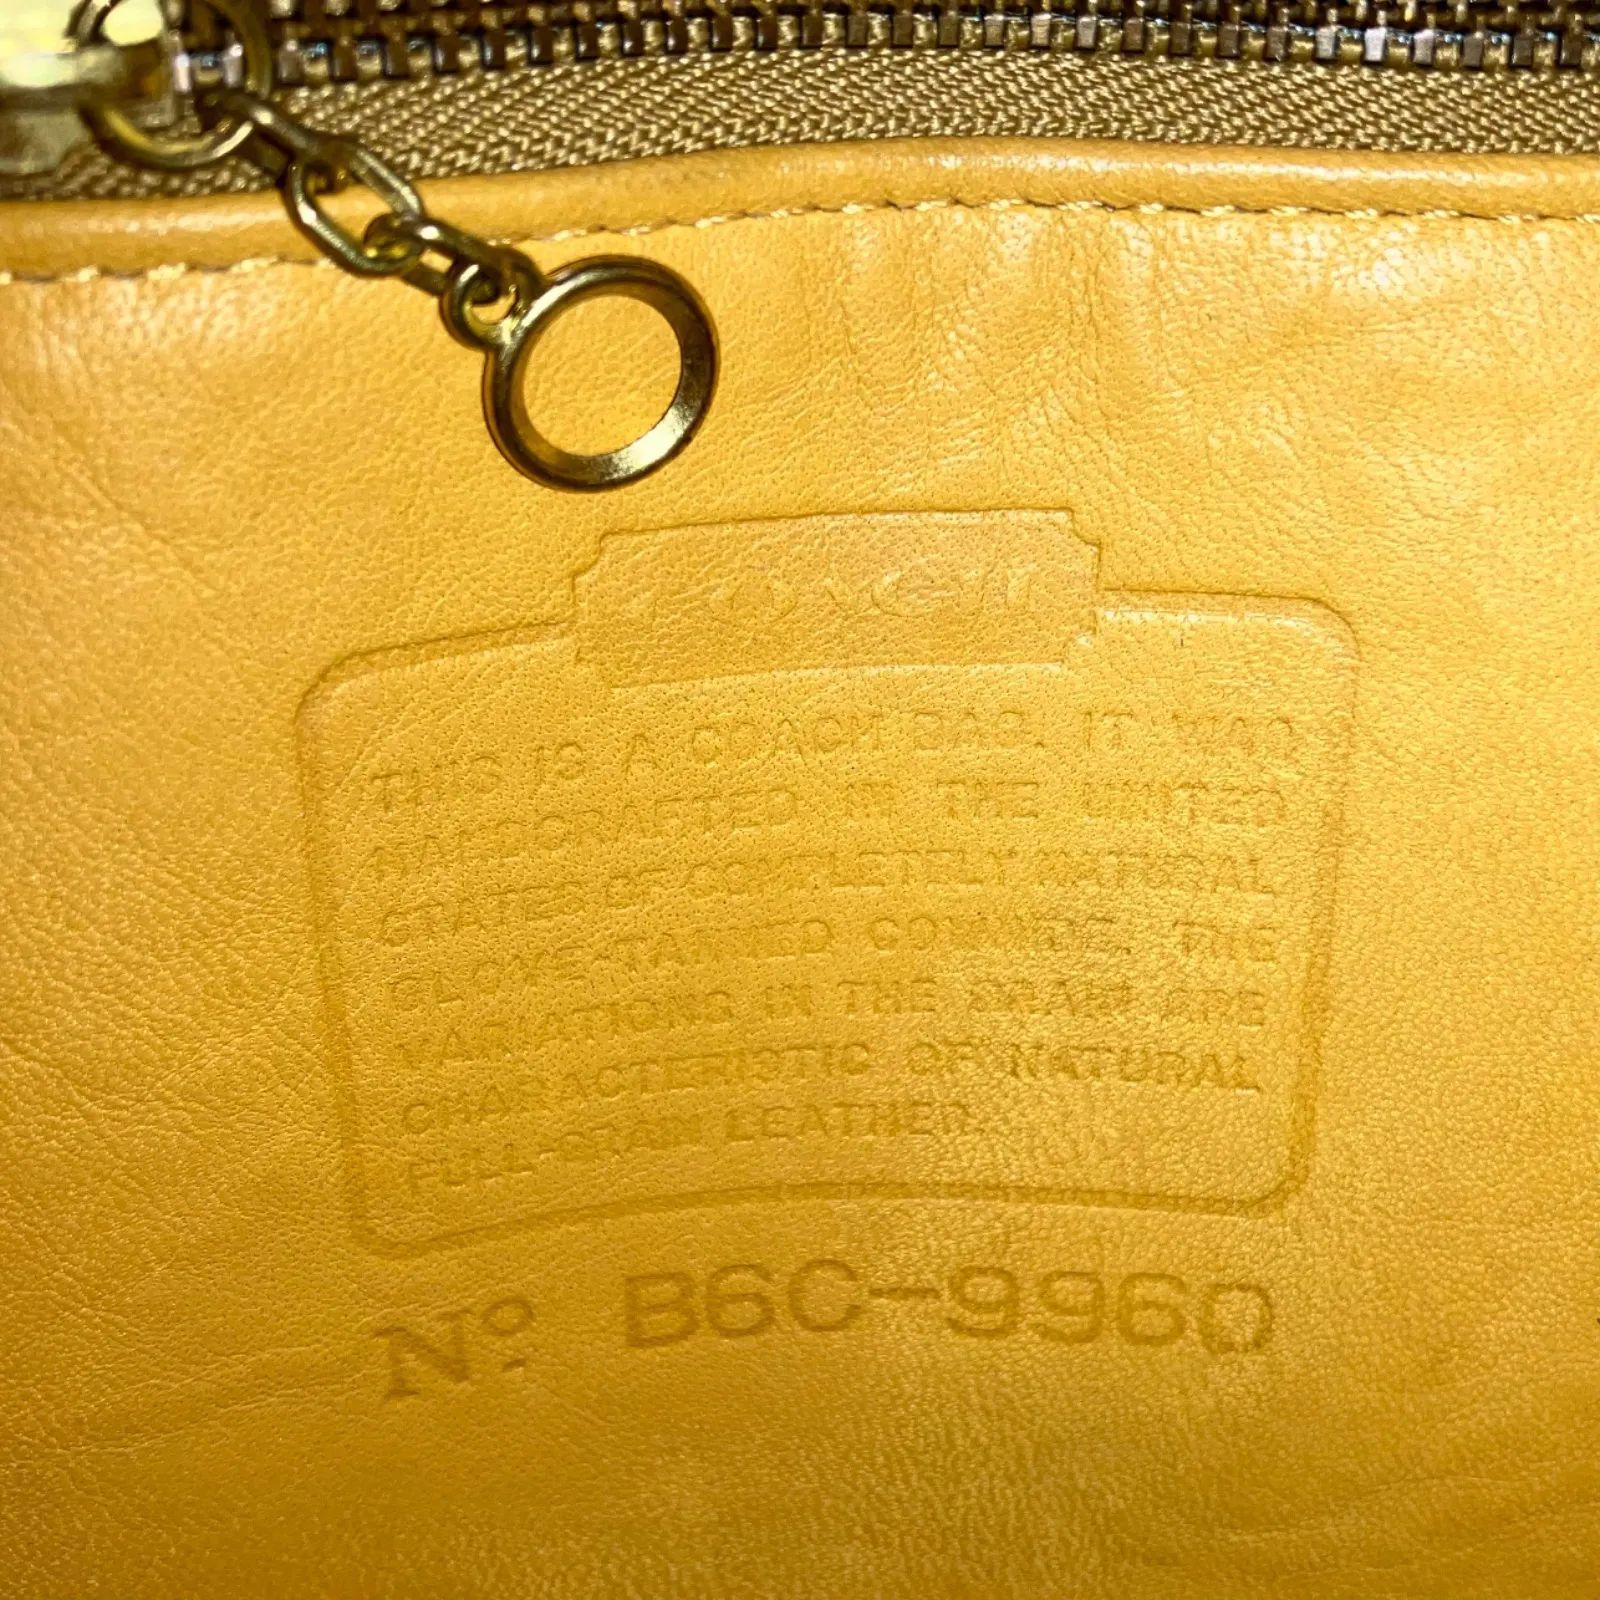 COACH
THIS IS A COACH BAG. IT WAS
HANDCRAFTED IN THE UNITED
STATES OF COMPLETELY NATURAL
GLOVE-TANNED COWHIDE. THE
VARIATIONS IN THE GRAIN ARE
CHARACTERISTIC OF NATURAL
FULL-GRAIN LEATHER.
Nº B6C-9960